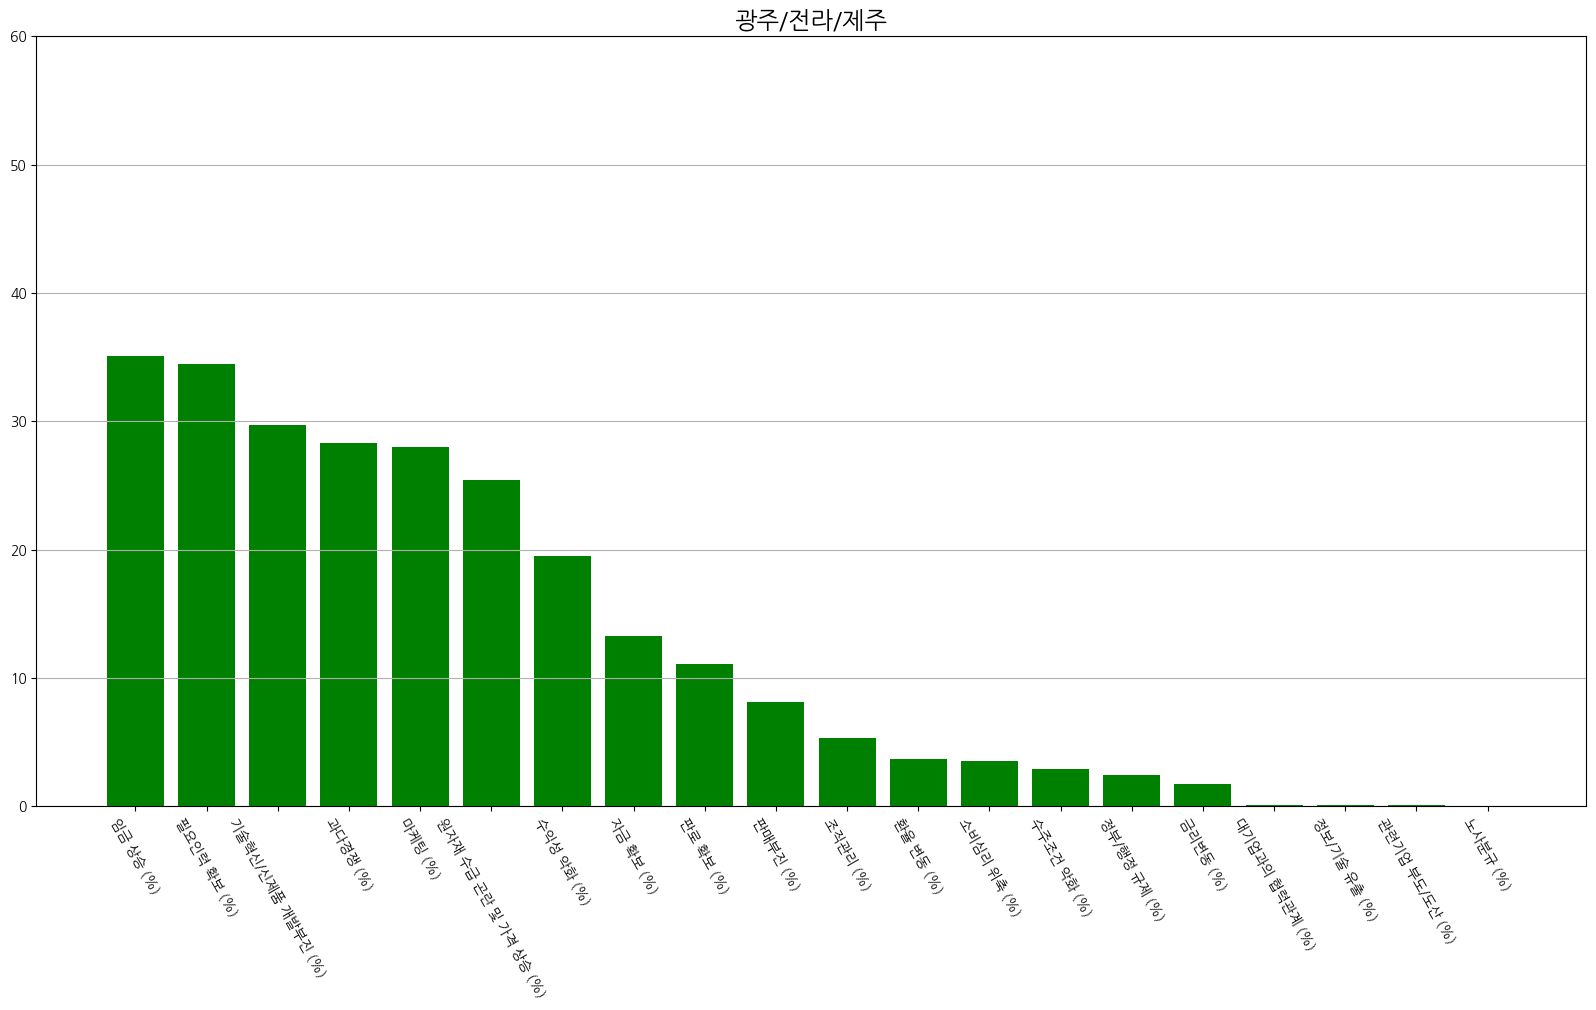 광주/전라/제주
60
50
40
30
20
10
0
임금 상승 (%)
필요인력 확보 (%)
기술혁신/신제품 개발부진 (%)
과다경쟁 (%)
마케팅 (%)
원자재 수급 곤란 및 가격 상승 (%)
수익성 악화 (%)
자금 확보 (%)
판로 확보 (%)
판매부진 (%)
조직관리 (%)
환율 변동 (%)
소비심리 위축 (%)
수주조건 악화 (%)
정부/행정 규제 (%)
금리변동 (%)
대기업과의 협력관계 (%)
정보/기술 유출 (%)
관련기업 부도/도산 (%)
노사분규 (%)